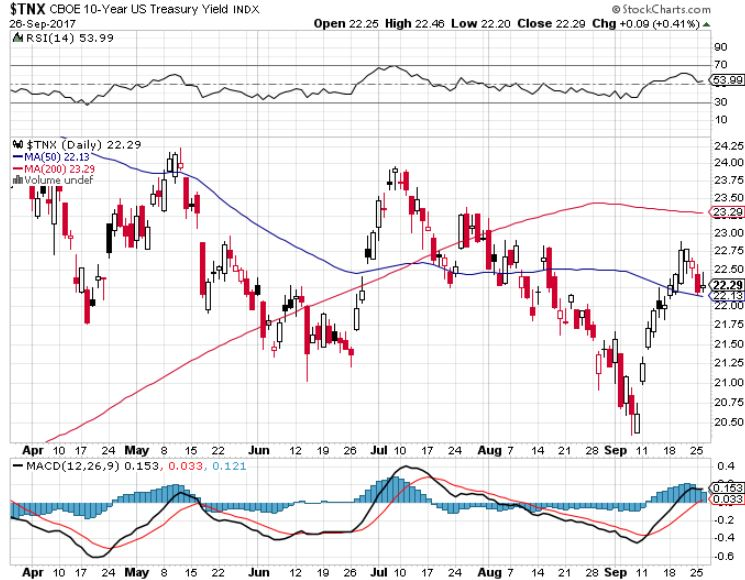 $TNX CBOE 10-Year US Treasury Yield INDX © StockCharts.com
26-Sep-2017 Open 22.25 High 22.46 Low 22.20 Close 22.29 Chg +0.09 (+0.41%)
RSI(14) 53.99
90
70
53.99
30
10
$TNX (Daily) 22.29
MA(50) 22.13
MA(200) 23.29
Volume undef
24.25
24.00
23.75
23.50
23.29
23.00
22.75
22.50
22.29
22.13
22.00
21.75
21.50
21.25
21.00
20.75
20.50
Apr 10 17 24 May 8 15 22 Jun 12 19 26 Jul 10 17 24 Aug 7 14 21 28 Sep 11 18 25
MACD(12,26,9) 0.153, 0.033, 0.121
0.4
0.2
0.153
0.033
-0.2
-0.4
-0.6
Apr 10 17 24 May 8 15 22 Jun 12 19 26 Jul 10 17 24 Aug 7 14 21 28 Sep 11 18 25